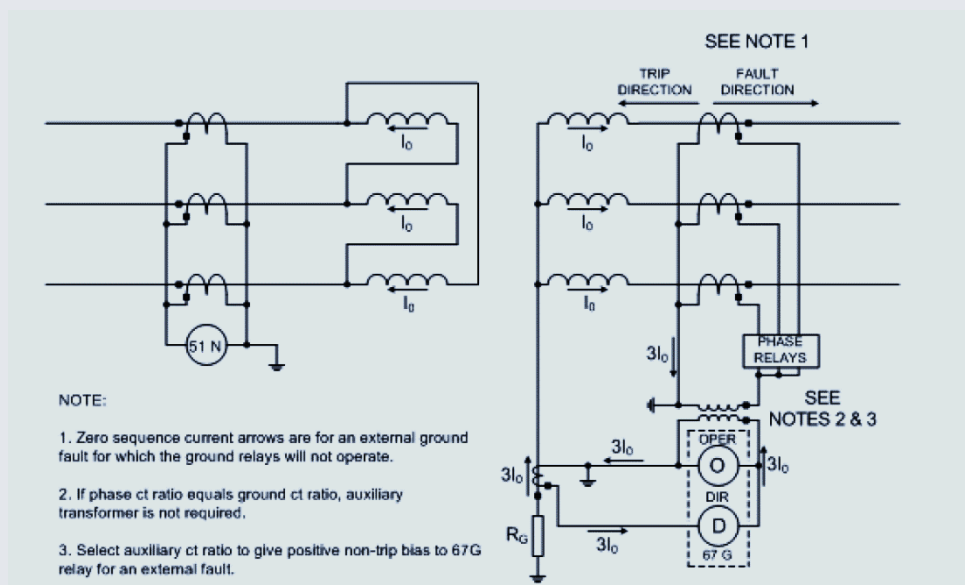 SEE NOTE 1
TRIP DIRECTION
FAULT DIRECTION
I0
I0
I0
I0
I0
I0
51 N
3I0
PHASE RELAYS
SEE NOTES 2 & 3
OPER
O
3I0
3I0
3I0
DIR
D
67 G
3I0
RG
NOTE:
1. Zero sequence current arrows are for an external ground
fault for which the ground relays will not operate.
2. If phase ct ratio equals ground ct ratio, auxiliary
transformer is not required.
3. Select auxiliary ct ratio to give positive non-trip bias to 67G
relay for an external fault.